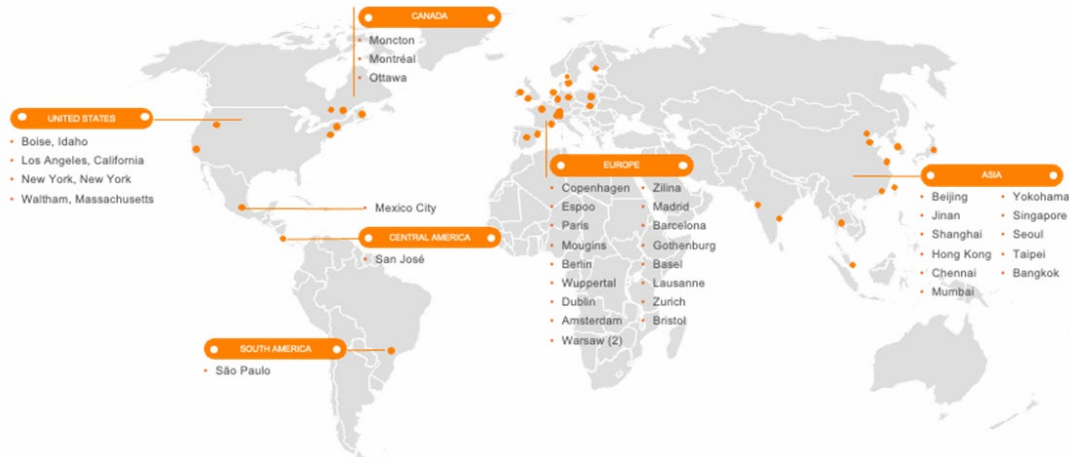 CANADA
Moncton
Montréal
Ottawa
UNITED STATES
Boise, Idaho
Los Angeles, California
New York, New York
Waltham, Massachusetts
Mexico City
CENTRAL AMERICA
San José
SOUTH AMERICA
São Paulo
EUROPE
Copenhagen
Espoo
Paris
Mougins
Berlin
Wuppertal
Dublin
Amsterdam
Warsaw (2)
Zilina
Madrid
Barcelona
Gothenburg
Basel
Lausanne
Zurich
Bristol
ASIA
Beijing
Jinan
Shanghai
Hong Kong
Chennai
Mumbai
Yokohama
Singapore
Seoul
Taipei
Bangkok